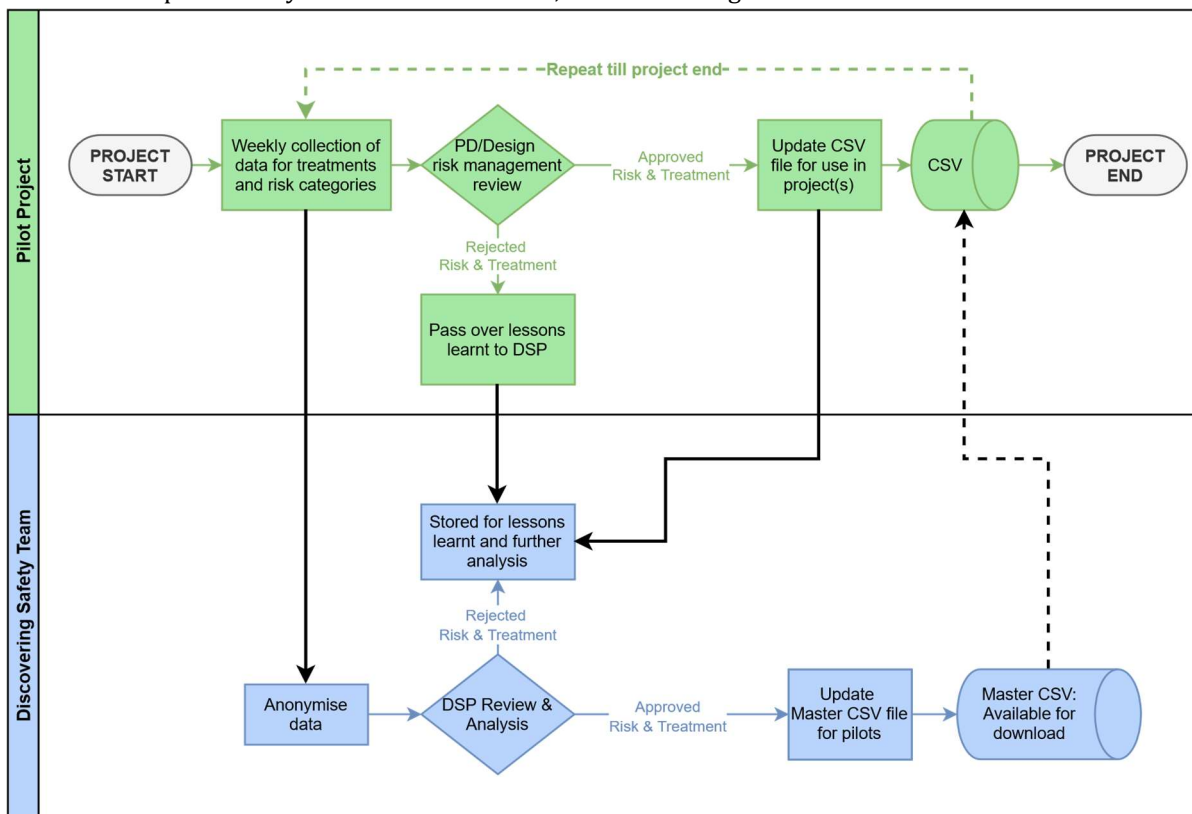 Repeat till project end
Pilot Project
PROJECT
START
Weekly collection of
data for treatments
and risk categories
PD/Design
risk management
review
Approved
Risk & Treatment
Update CSV
file for use in
project(s)
CSV
PROJECT
END
Rejected
Risk & Treatment
Pass over lessons
learnt to DSP
Discovering Safety Team
Stored for lessons
learnt and further
analysis
Rejected
Risk & Treatment
Anonymise
data
DSP Review &
Analysis
Approved
Risk & Treatment
Update
Master CSV file
for pilots
Master CSV:
Available for
download